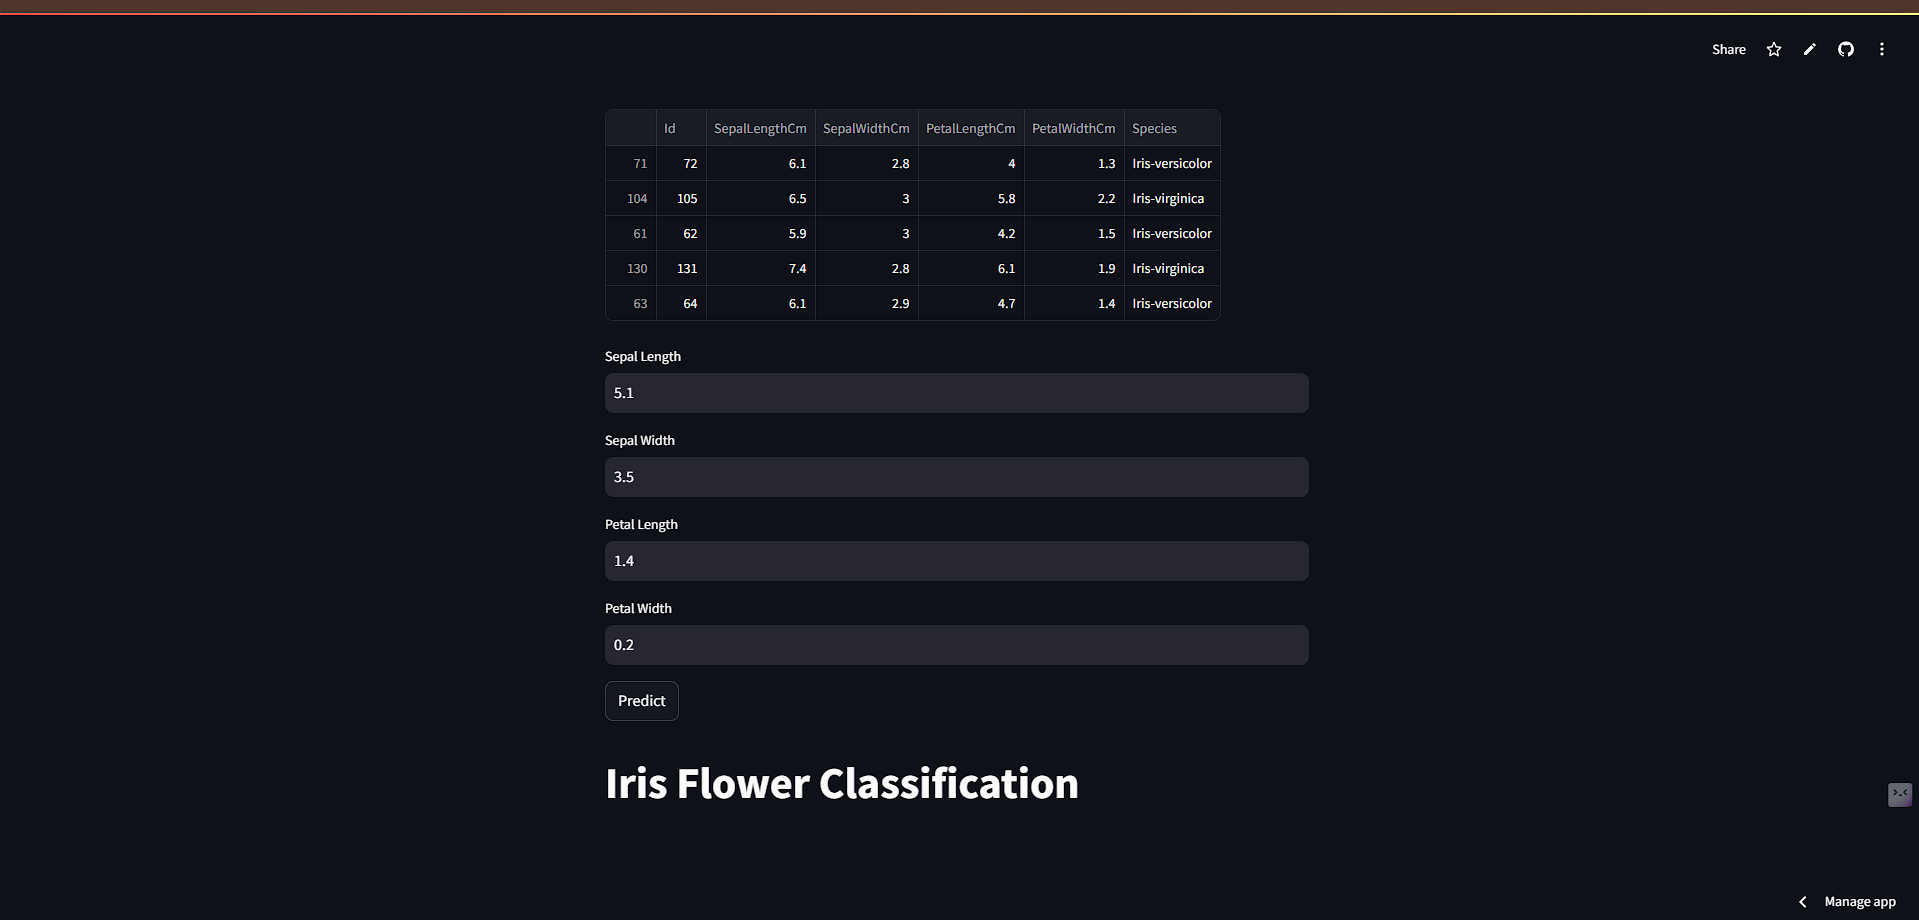 Share
Id SepalLengthCm SepalWidthCm PetalLengthCm PetalWidthCm Species
71 72 6.1 2.8 4 1.3 Iris-versicolor
104 105 6.5 3 5.8 2.2 Iris-virginica
61 62 5.9 3 4.2 1.5 Iris-versicolor
130 131 7.4 2.8 6.1 1.9 Iris-virginica
63 64 6.1 2.9 4.7 1.4 Iris-versicolor
Sepal Length
5.1
Sepal Width
3.5
Petal Length
1.4
Petal Width
0.2
Predict
Iris Flower Classification
Manage app